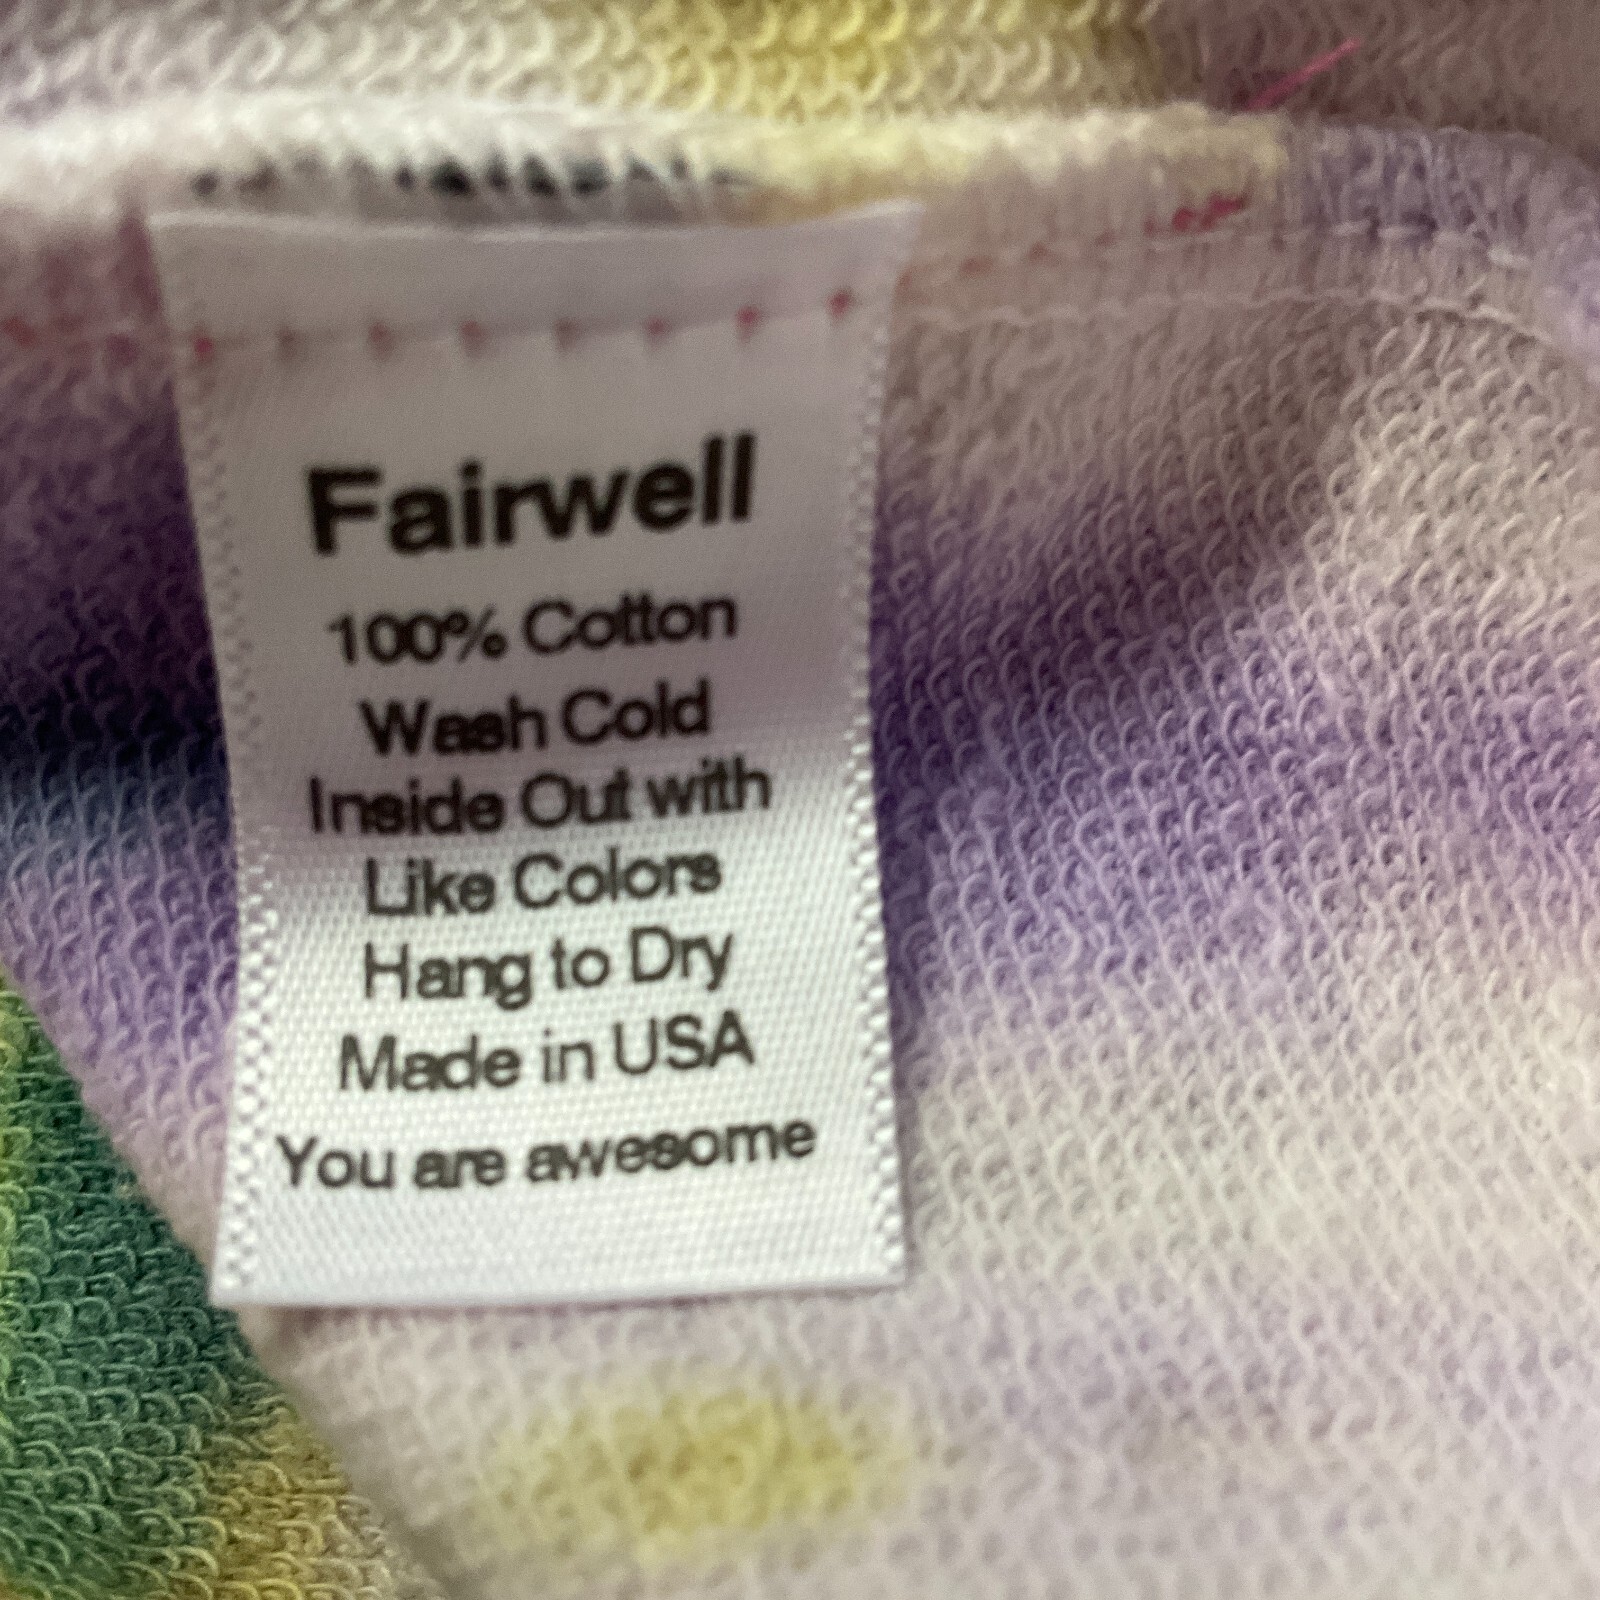 Fairwell
100% Cotton
Wash Cold
Inside Out with
Like Colors
Hang to Dry
Made in USA
You are awesome